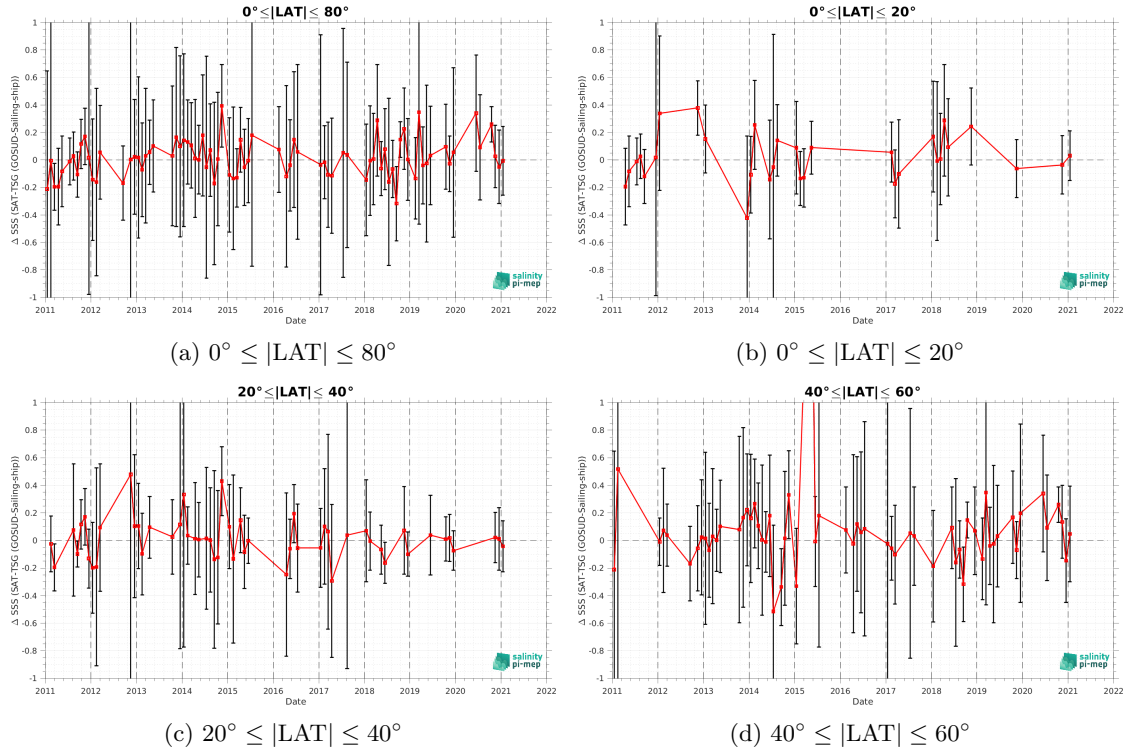 0°≤|LAT|≤ 80°
Δ SSS (SAT-TSG (GOSUD-Sailing-ship))
1
0.8
0.6
0.4
0.2
0
-0.2
-0.4
-0.6
-0.8
-1
2011 2012 2013 2014 2015 2016 2017 2018 2019 2020 2021 2022
Date
salinity
pi-mep
(a) 0° ≤ |LAT| ≤ 80°
0°≤|LAT|≤ 20°
Δ SSS (SAT-TSG (GOSUD-Sailing-ship))
1
0.8
0.6
0.4
0.2
0
-0.2
-0.4
-0.6
-0.8
-1
2011 2012 2013 2014 2015 2016 2017 2018 2019 2020 2021 2022
Date
salinity
pi-mep
(b) 0° ≤ |LAT| ≤ 20°
20°≤|LAT|≤ 40°
Δ SSS (SAT-TSG (GOSUD-Sailing-ship))
1
0.8
0.6
0.4
0.2
0
-0.2
-0.4
-0.6
-0.8
-1
2011 2012 2013 2014 2015 2016 2017 2018 2019 2020 2021 2022
Date
salinity
pi-mep
(c) 20° ≤ |LAT| ≤ 40°
40°≤|LAT|≤ 60°
Δ SSS (SAT-TSG (GOSUD-Sailing-ship))
1
0.8
0.6
0.4
0.2
0
-0.2
-0.4
-0.6
-0.8
-1
2011 2012 2013 2014 2015 2016 2017 2018 2019 2020 2021 2022
Date
salinity
pi-mep
(d) 40° ≤ |LAT| ≤ 60°